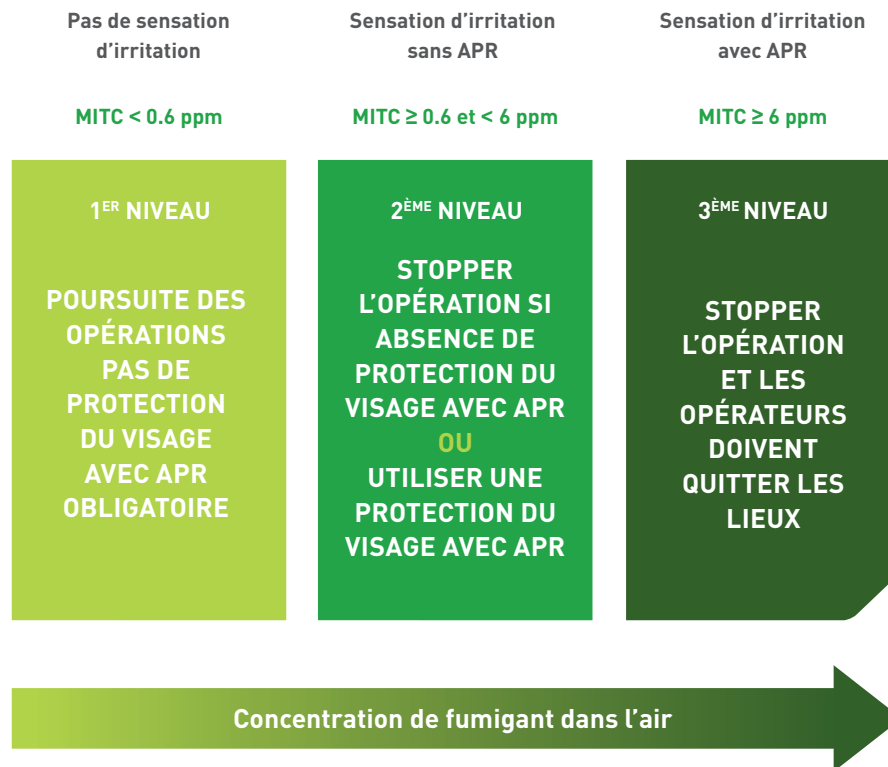 Pas de sensation
d'irritation
MITC < 0.6 ppm
1ER NIVEAU
POURSUITE DES
OPÉRATIONS
PAS DE
PROTECTION
DU VISAGE
AVEC APR
OBLIGATOIRE
Sensation d'irritation
sans APR
MITC ≥ 0.6 et < 6 ppm
2ÈME NIVEAU
STOPPER
L'OPÉRATION SI
ABSENCE DE
PROTECTION DU
VISAGE AVEC APR
OU
UTILISER UNE
PROTECTION DU
VISAGE AVEC APR
Sensation d'irritation
avec APR
MITC ≥ 6 ppm
3ÈME NIVEAU
STOPPER
L'OPÉRATION
ET LES
OPÉRATEURS
DOIVENT
QUITTER LES
LIEUX
Concentration de fumigant dans l'air